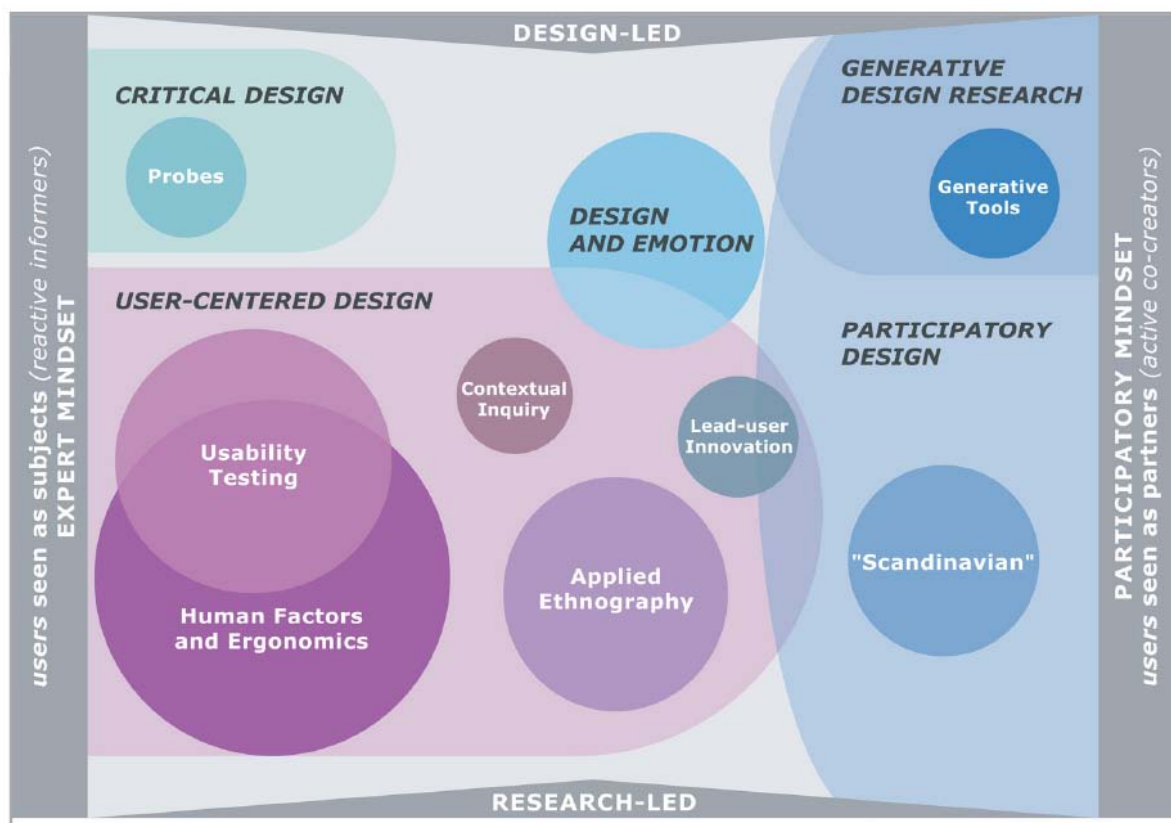 DESIGN-LED
users seen as subjects (reactive informers)
EXPERT MINDSET
CRITICAL DESIGN
Probes
GENERATIVE
DESIGN RESEARCH
Generative
Tools
DESIGN
AND EMOTION
USER-CENTERED DESIGN
PARTICIPATORY
DESIGN
Contextual
Inquiry
Lead-user
Innovation
Usability
Testing
"Scandinavian"
Applied
Ethnography
Human Factors
and Ergonomics
PARTICIPATORY MINDSET
users seen as partners (active co-creators)
RESEARCH-LED